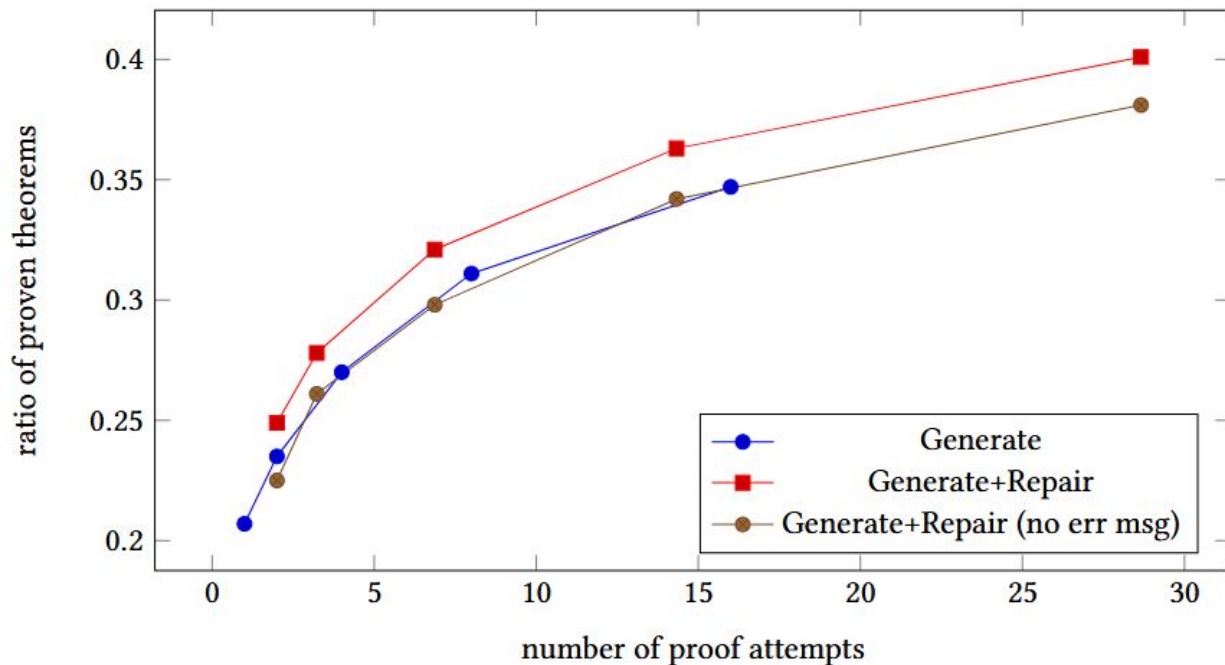 0.4
0.35
0.3
0.25
0.2
ratio of proven theorems
Generate
Generate+Repair
Generate+Repair (no err msg)
0 5 10 15 20 25 30
number of proof attempts